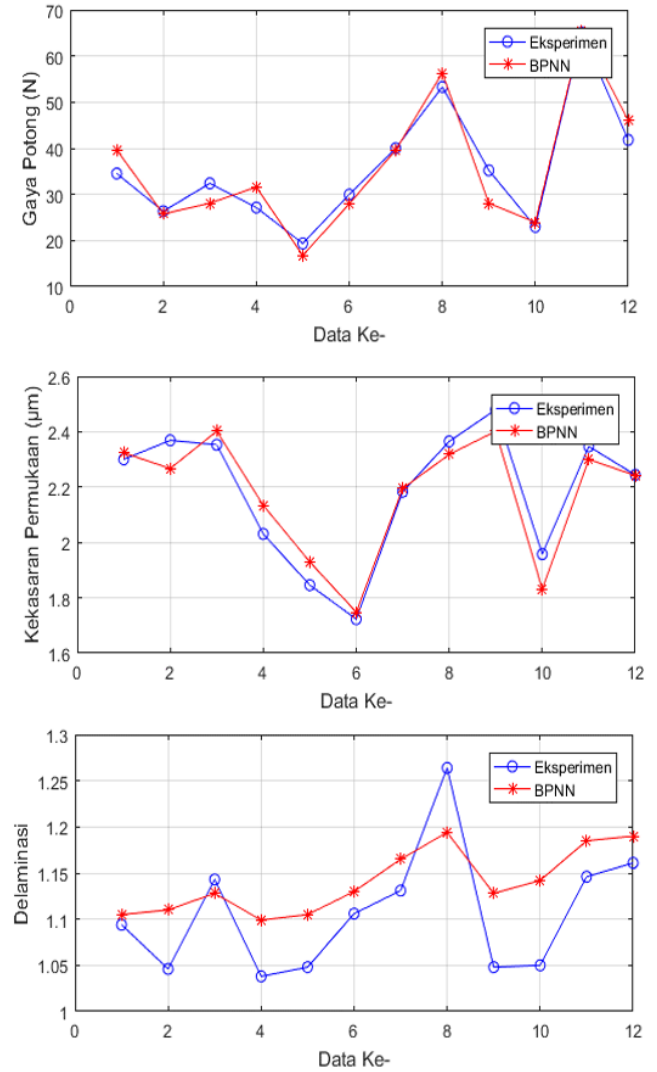 70
60
50
40
30
20
10
Gaya Potong (N)
Eksperimen
BPNN
0 2 4 6 8 10 12
Data Ke-
2.6
2.4
2.2
2
1.8
1.6
Kekasaran Permukaan (µm)
Eksperimen
BPNN
0 2 4 6 8 10 12
Data Ke-
1.3
1.25
1.2
1.15
1.1
1.05
1
Delaminasi
Eksperimen
BPNN
0 2 4 6 8 10 12
Data Ke-